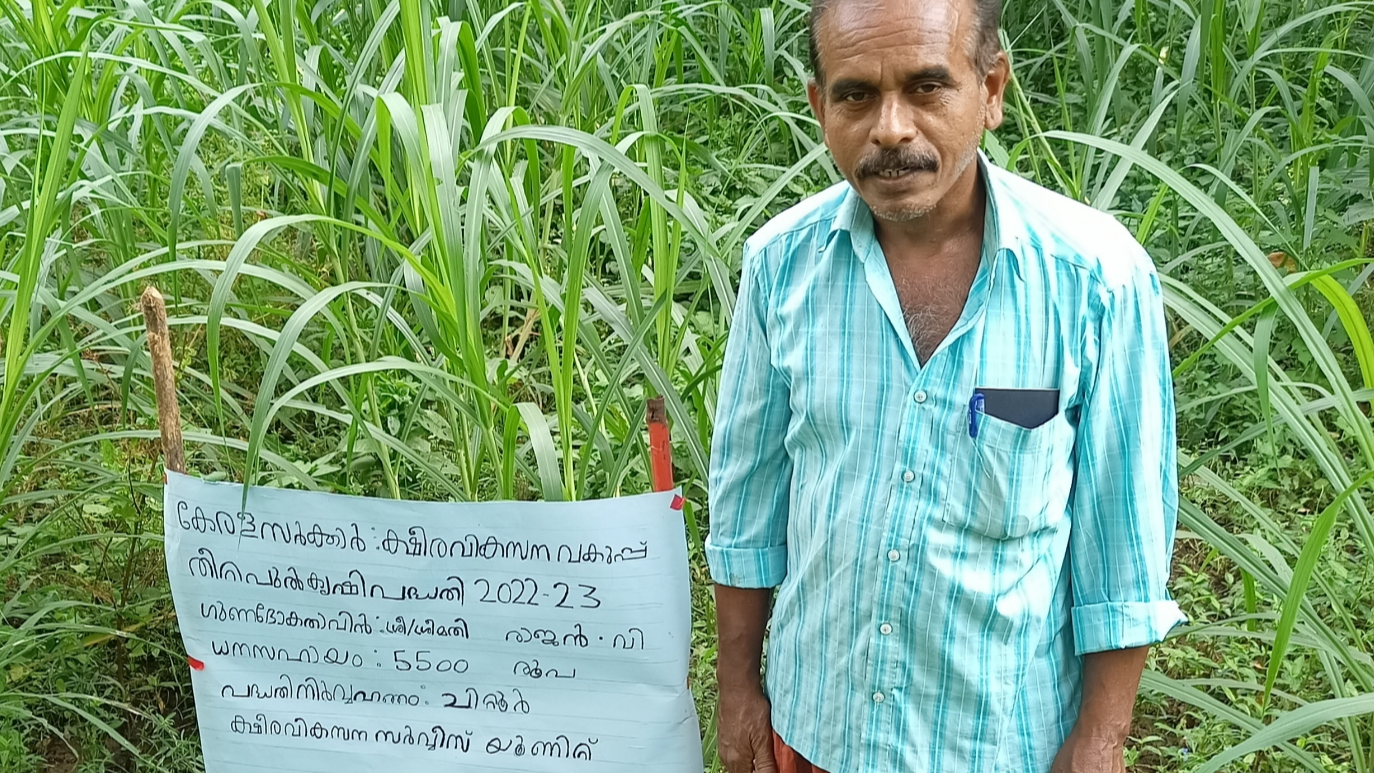 കേരളസർക്കാർ :ക്ഷീരവികസന വകുപ്പ്
തീറ്റപുൽകൃഷിപദ്ധതി 2022-23
ഗുണഭോക്താവിൻ :ശ്രീ/ശ്രീമതി രാജൻ . വി
ധനസഹായം : 5500 രൂപ
പദ്ധതിനിർവ്വഹണം: ചിറ്റൂർ
ക്ഷീരവികസന സർവ്വീസ് യൂണിറ്റ്